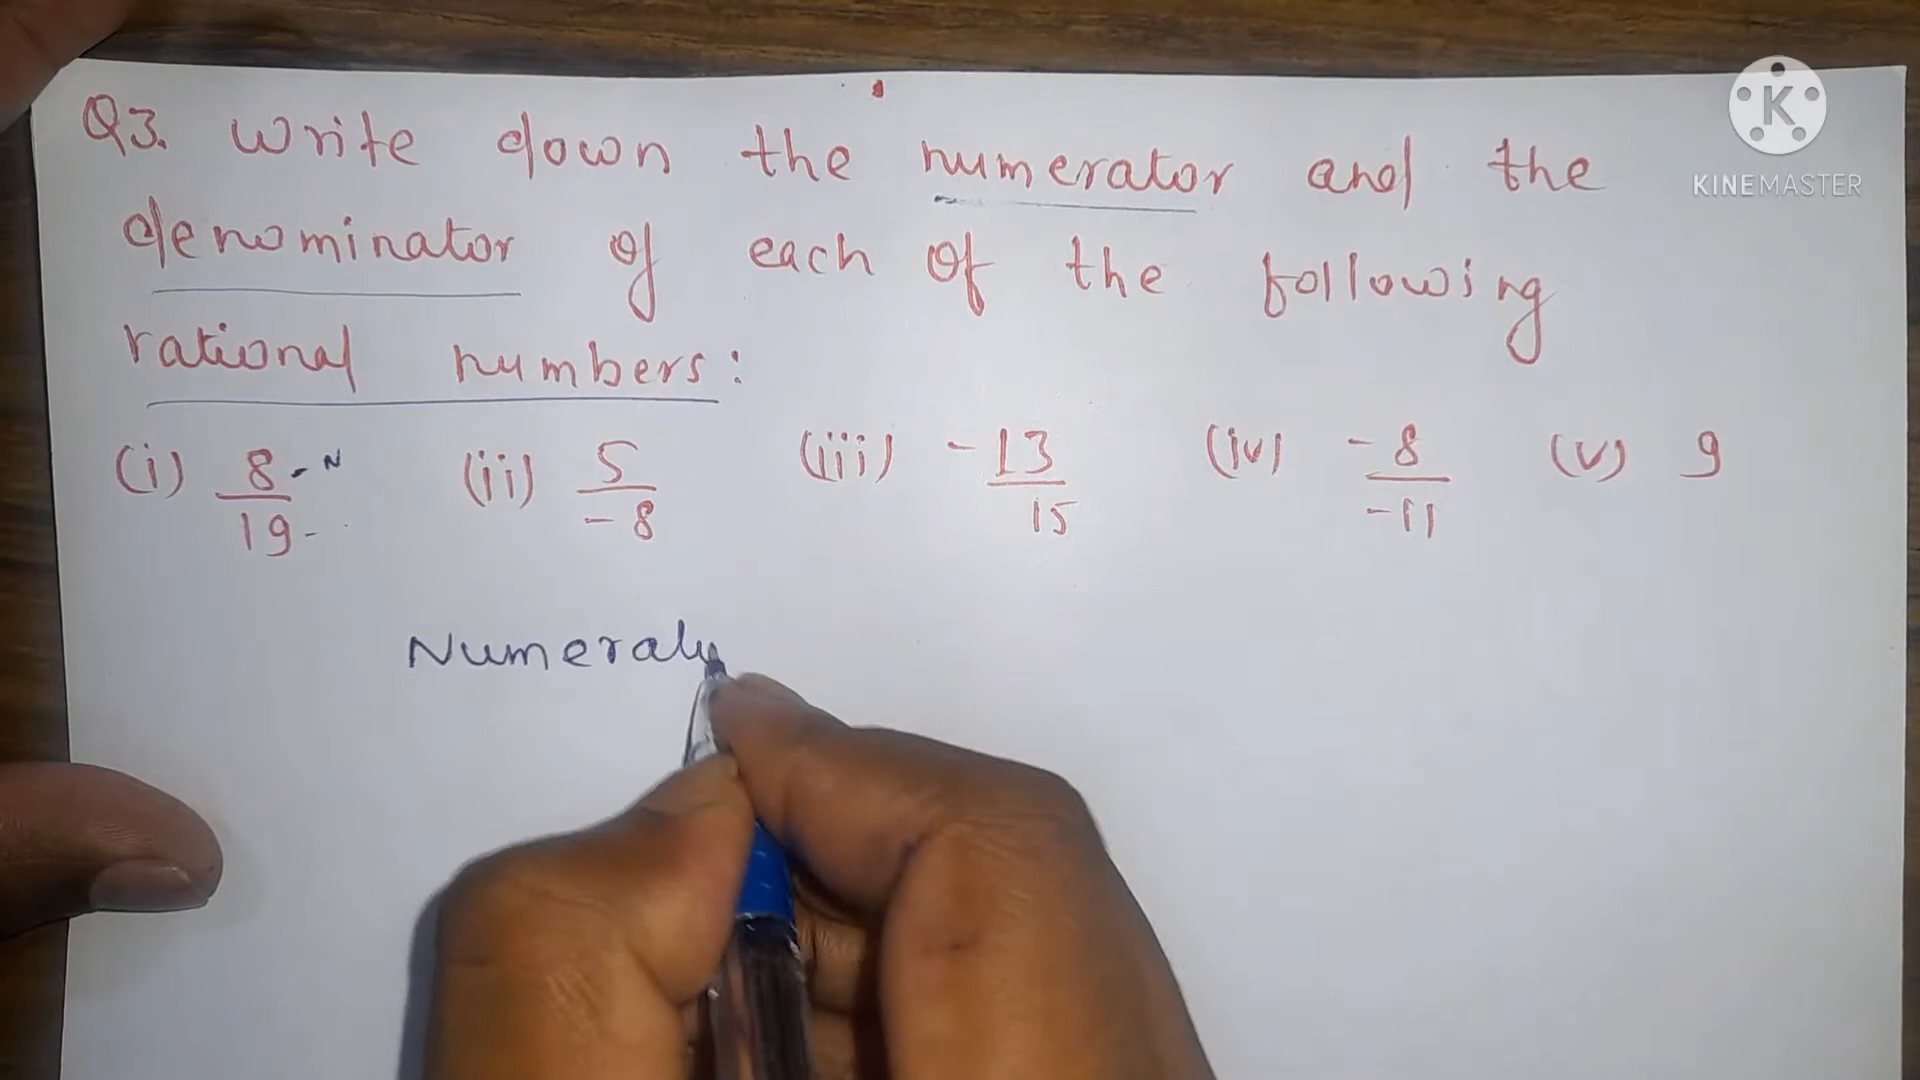 Q3. Write down the numerator and the
denominator of each of the following
rational numbers:
(i) 8/19 (ii) 5/-8 (iii) -13/15 (iv) -8/-11 (v) 9
N
KINEMASTER